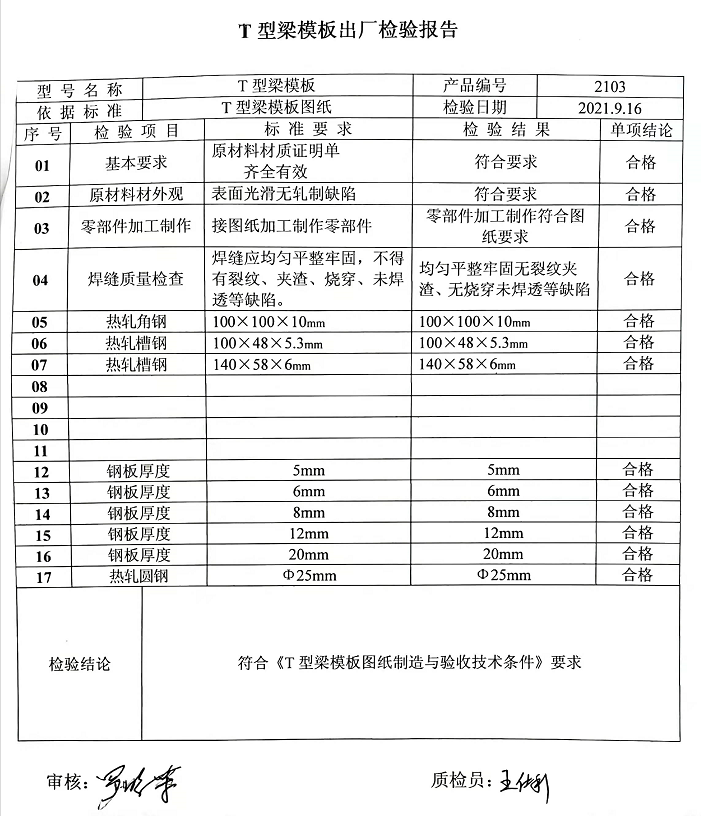 T 型梁模板出厂检验报告
型 号 名 称 T 型梁模板 产品编号 2103
依 据 标 准 T 型梁模板图纸 检验日期 2021.9.16
序 号 检 验 项 目 标 准 要 求 检 验 结 果 单项结论
01 基本要求 原材料材质证明单 符合要求 合格
齐全有效
02 原材料材外观 表面光滑无轧制缺陷 符合要求 合格
03 零部件加工制作 接图纸加工制作零部件 零部件加工制作符合图 合格
纸要求
04 焊缝质量检查 焊缝应均匀平整牢固，不得 均匀平整牢固无裂纹夹 合格
有裂纹、夹渣、烧穿、未焊 渣、无烧穿未焊透等缺陷
透等缺陷。
05 热轧角钢 100×100×10mm 100×100×10mm 合格
06 热轧槽钢 100×48×5.3mm 100×48×5.3mm 合格
07 热轧槽钢 140×58×6mm 140×58×6mm 合格
08
09
10
11
12 钢板厚度 5mm 5mm 合格
13 钢板厚度 6mm 6mm 合格
14 钢板厚度 8mm 8mm 合格
15 钢板厚度 12mm 12mm 合格
16 钢板厚度 20mm 20mm 合格
17 热轧圆钢 Φ25mm Φ25mm 合格
检验结论 符合《T 型梁模板图纸制造与验收技术条件》要求
审核： 质检员：